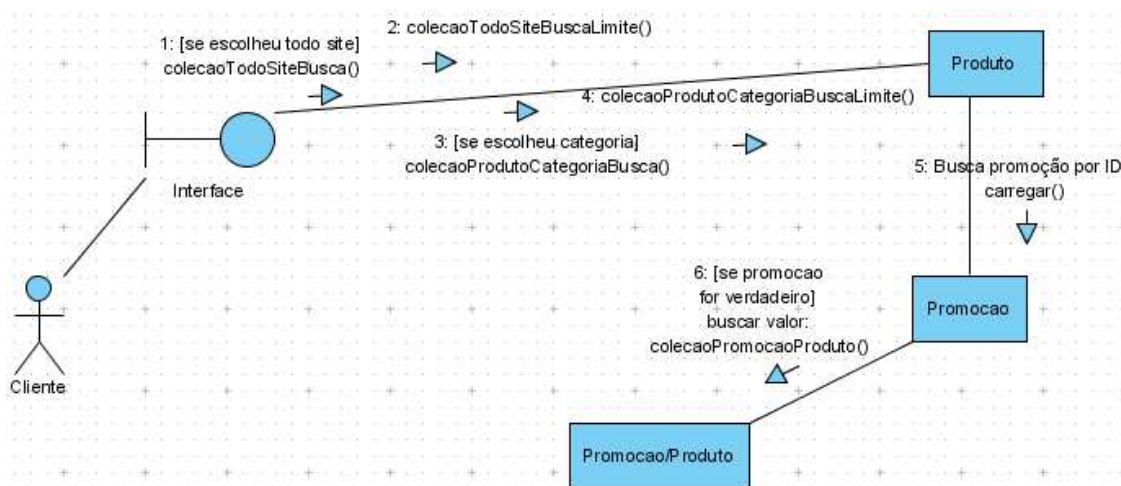 1: [se escolheu todo site]
colecaoTodoSiteBusca()
2: colecaoTodoSiteBuscaLimite()
Produto
4: colecaoProdutoCategoriaBuscaLimite()
3: [se escolheu categoria]
colecaoProdutoCategoriaBusca()
5: Busca promoção por ID
carregar()
Interface
6: [se promocao
for verdadeiro]
buscar valor:
colecaoPromocaoProduto()
Promocao
Cliente
Promocao/Produto